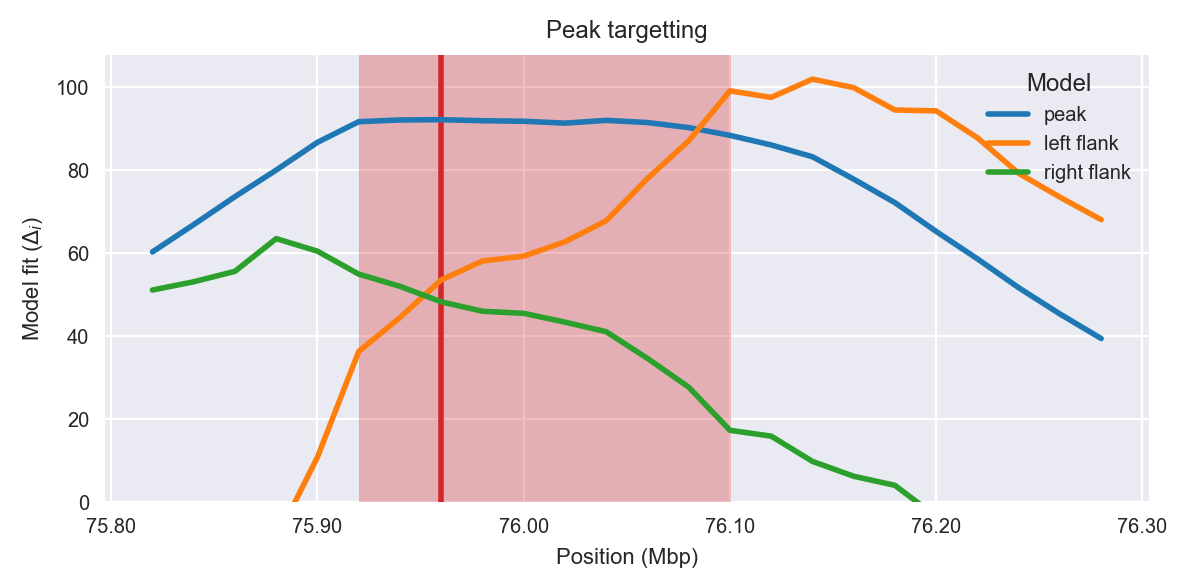 Peak targetting
Model fit (Δi)
100
80
60
40
20
0
Model
peak
left flank
right flank
75.80
75.90
76.00
76.10
76.20
76.30
Position (Mbp)